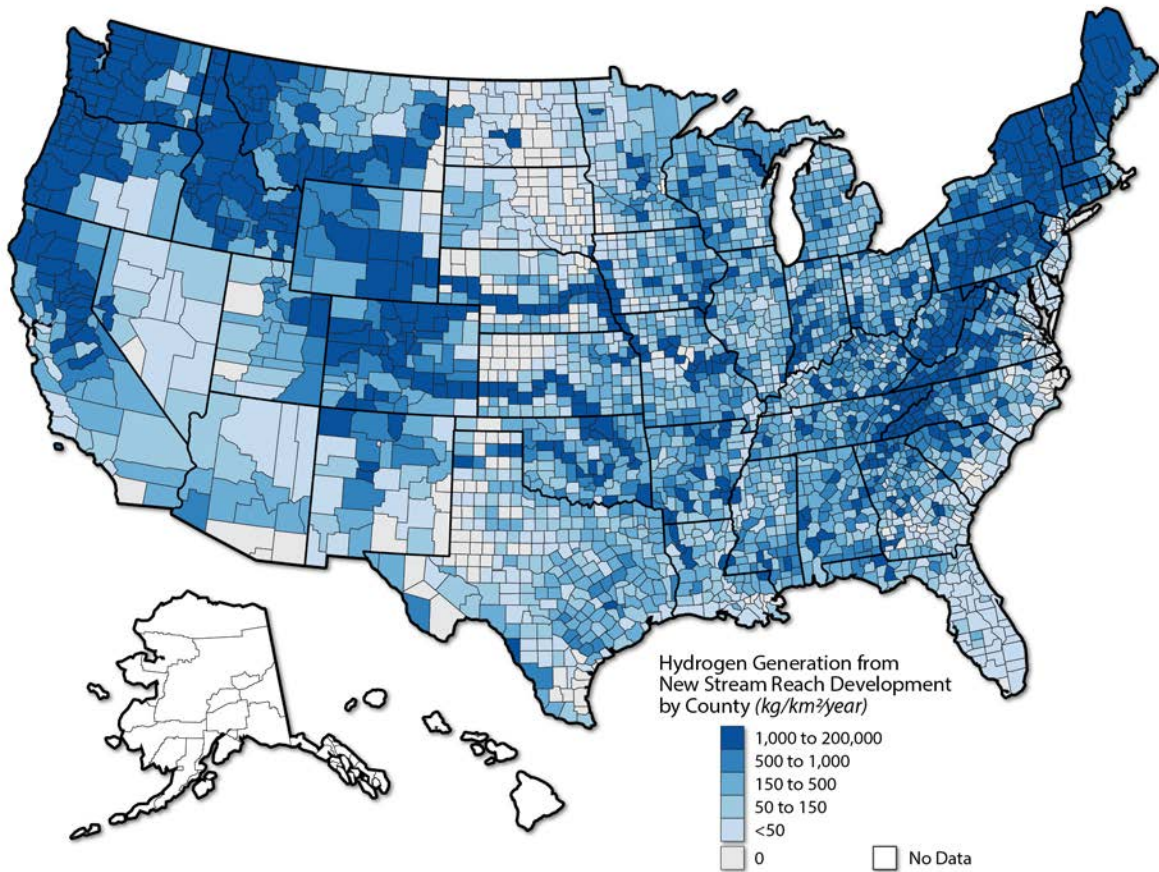 Hydrogen Generation from
New Stream Reach Development
by County (kg/km²/year)
1,000 to 200,000
500 to 1,000
150 to 500
50 to 150
<50
0
No Data